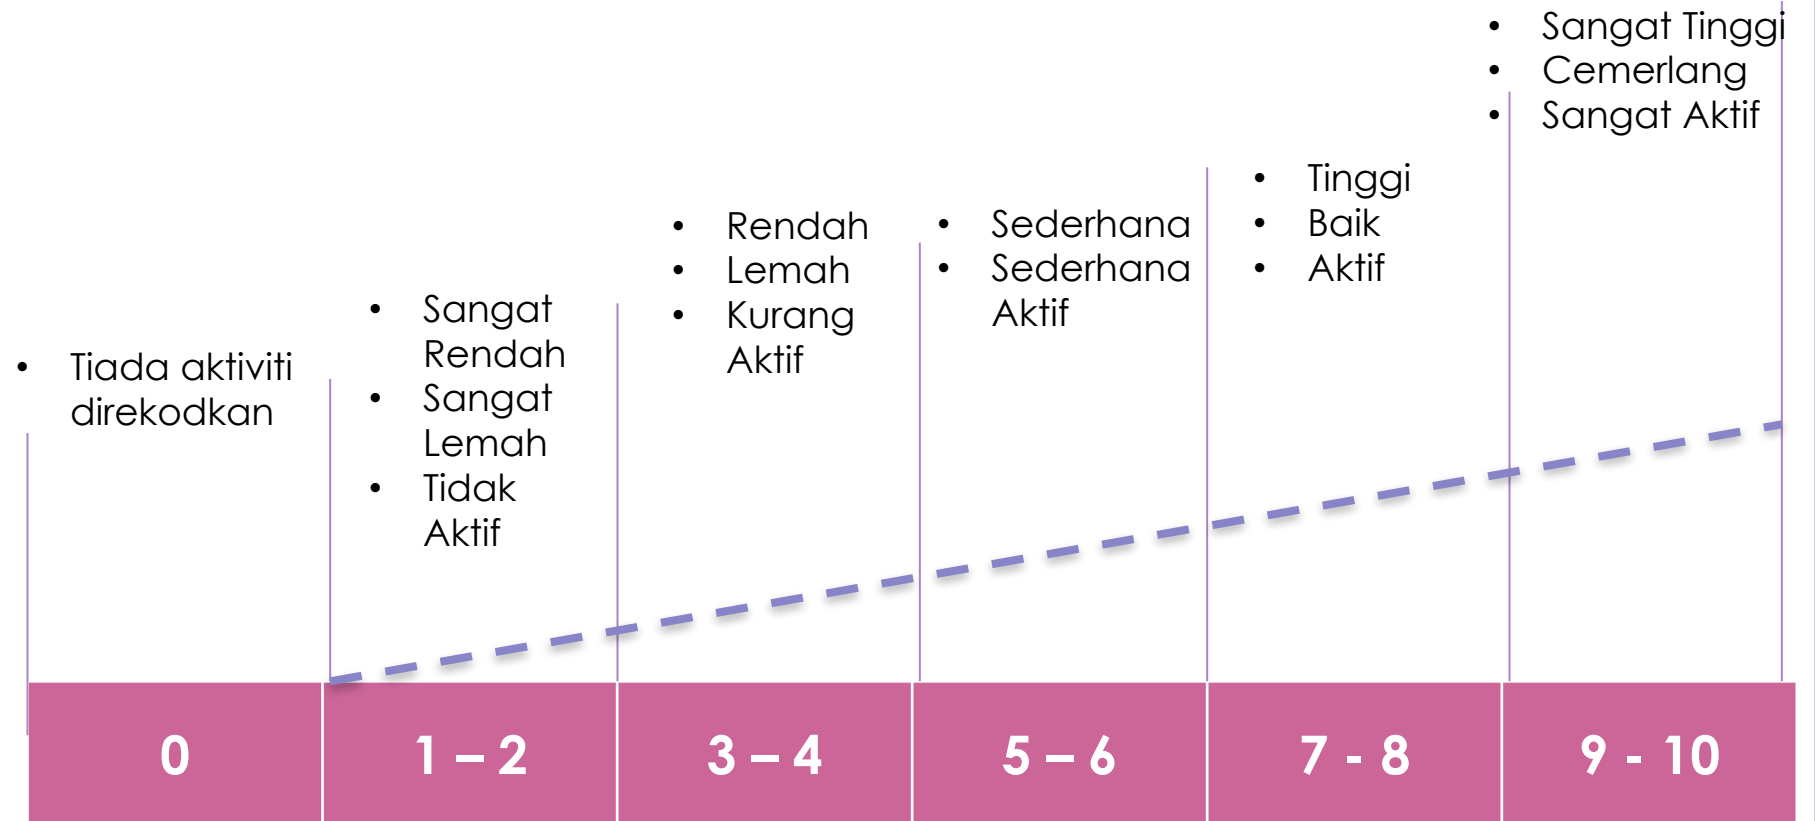 • Tiada aktiviti
direkodkan
• Sangat
Rendah
• Sangat
Lemah
• Tidak
Aktif
• Rendah
• Lemah
• Kurang
Aktif
• Sederhana
• Sederhana
Aktif
• Tinggi
• Baik
• Aktif
• Sangat Tinggi
• Cemerlang
• Sangat Aktif
0
1 – 2
3 – 4
5 – 6
7 - 8
9 - 10